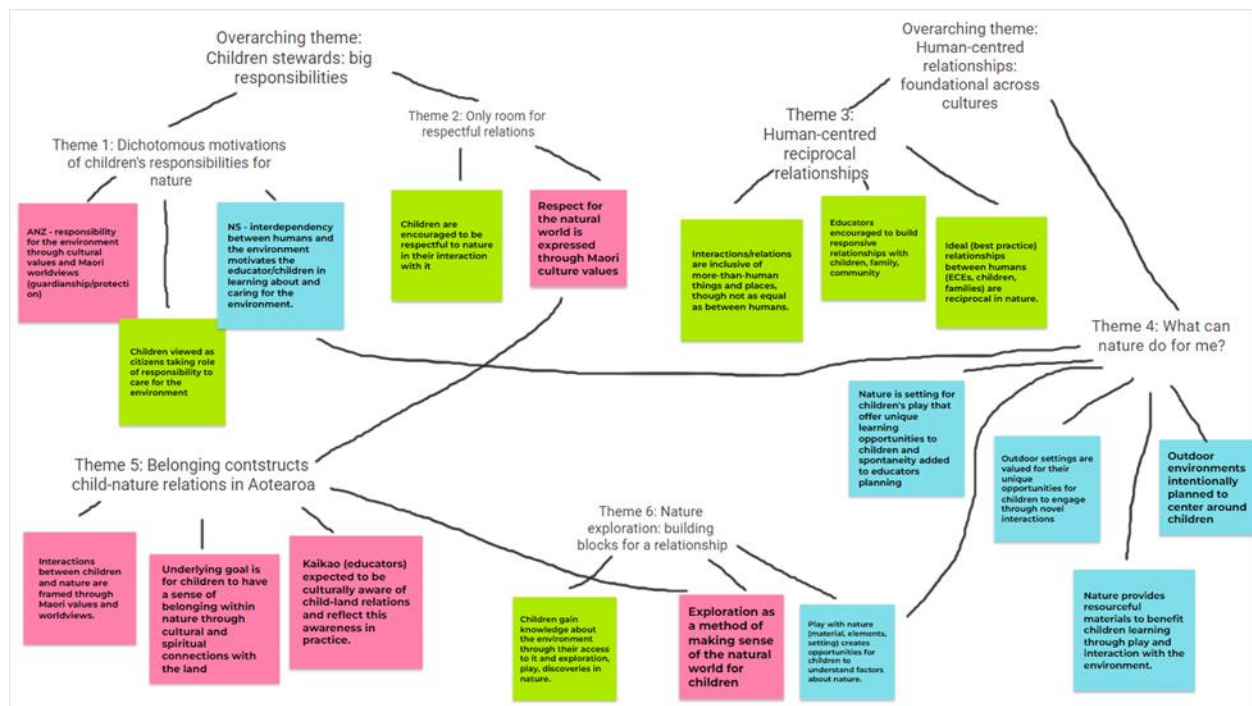 Overarching theme:
Children stewards: big
responsibilities
Overarching theme:
Human-centred
relationships:
foundational across
cultures
Theme 1: Dichotomous motivations
of children's responsibilities for
nature
Theme 2: Only room for
respectful relations
Theme 3:
Human-centred
reciprocal
relationships
ANZ - responsibility
for the environment
through cultural
values and Maori
worldviews
(guardianship/protecti
on)
Children viewed as
citizens taking role
of responsibility to
care for the
environment
NS - interdependency
between humans and
the environment
motivates the
educator/children in
learning about and
caring for the
environment.
Children are
encouraged to be
respectful to nature
in their interaction
with it
Respect for
the natural
world is
expressed
through Maori
culture values
Interactions/relations
are inclusive of
more-than-human
things and places,
though not as equal
as between humans.
Educators
encouraged to build
responsive
relationships with
children, family,
community
Ideal (best practice)
relationships
between humans
(ECEs, children,
families) are
reciprocal in nature.
Theme 4: What can
nature do for me?
Nature is setting for
children's play that
offer unique
learning
opportunities to
children and
spontaneity added
to educators
planning
Outdoor settings are
valued for their
unique
opportunities for
children to engage
through novel
interactions
Outdoor
environments
intentionally
planned to
center around
children
Nature provides
resourceful
materials to benefit
children learning
through play and
interaction with the
environment.
Theme 5: Belonging contstructs
child-nature relations in Aotearoa
Interactions
between children
and nature are
framed through
Maori values and
worldviews.
Underlying goal is
for children to have
a sense of
belonging within
nature through
cultural and
spiritual
connections with
the land
Kaikao (educators)
expected to be
culturally aware of
child-land relations
and reflect this
awareness in
practice.
Theme 6: Nature
exploration: building
blocks for a relationship
Children gain
knowledge about
the environment
through their access
to it and exploration,
play, discoveries in
nature.
Exploration as
a method of
making sense
of the natural
world for
children
Play with nature
(material, elements,
setting) creates
opportunities for
children to
understand factors
about nature.